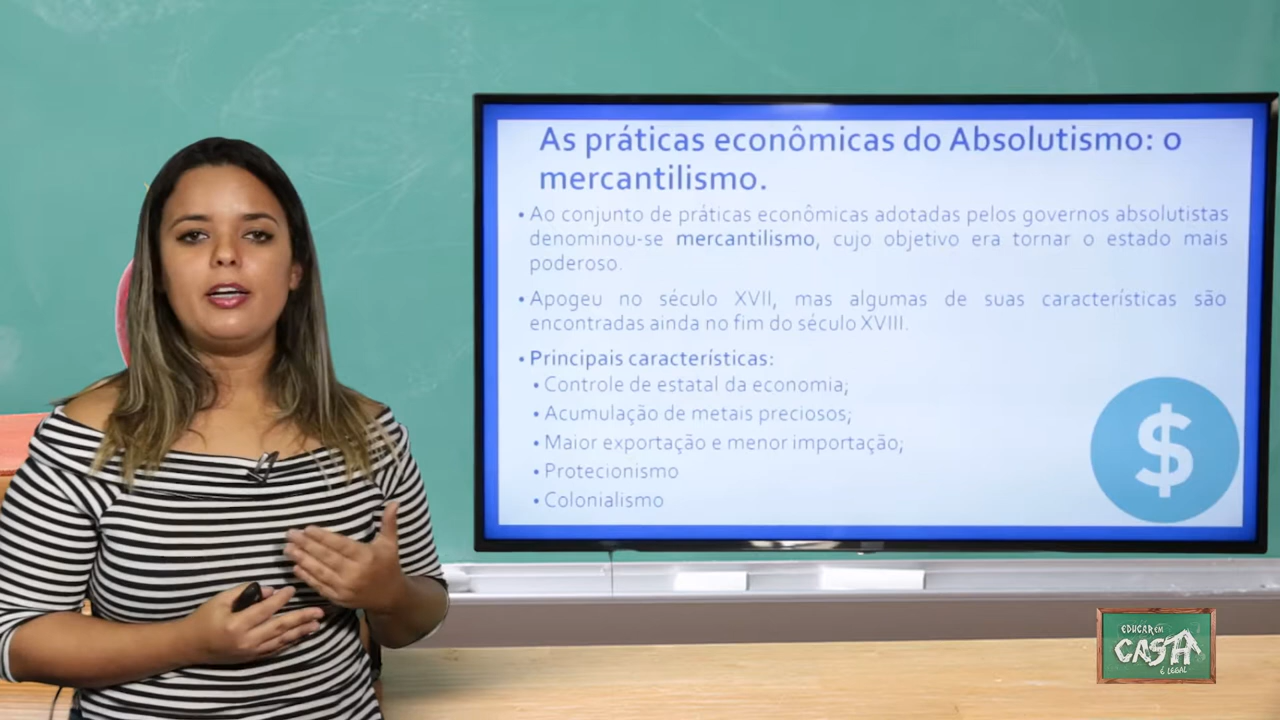 As práticas econômicas do Absolutismo: o
mercantilismo.
• Ao conjunto de práticas econômicas adotadas pelos governos absolutistas
denominou-se mercantilismo, cujo objetivo era tornar o estado mais
poderoso.
• Apogeu no século XVII, mas algumas de suas características são
encontradas ainda no fim do século XVIII.
• Principais características:
• Controle de estatal da economia;
• Acumulação de metais preciosos;
• Maior exportação e menor importação;
• Protecionismo
• Colonialismo
$
EDUCAR EM
CASA
É LEGAL